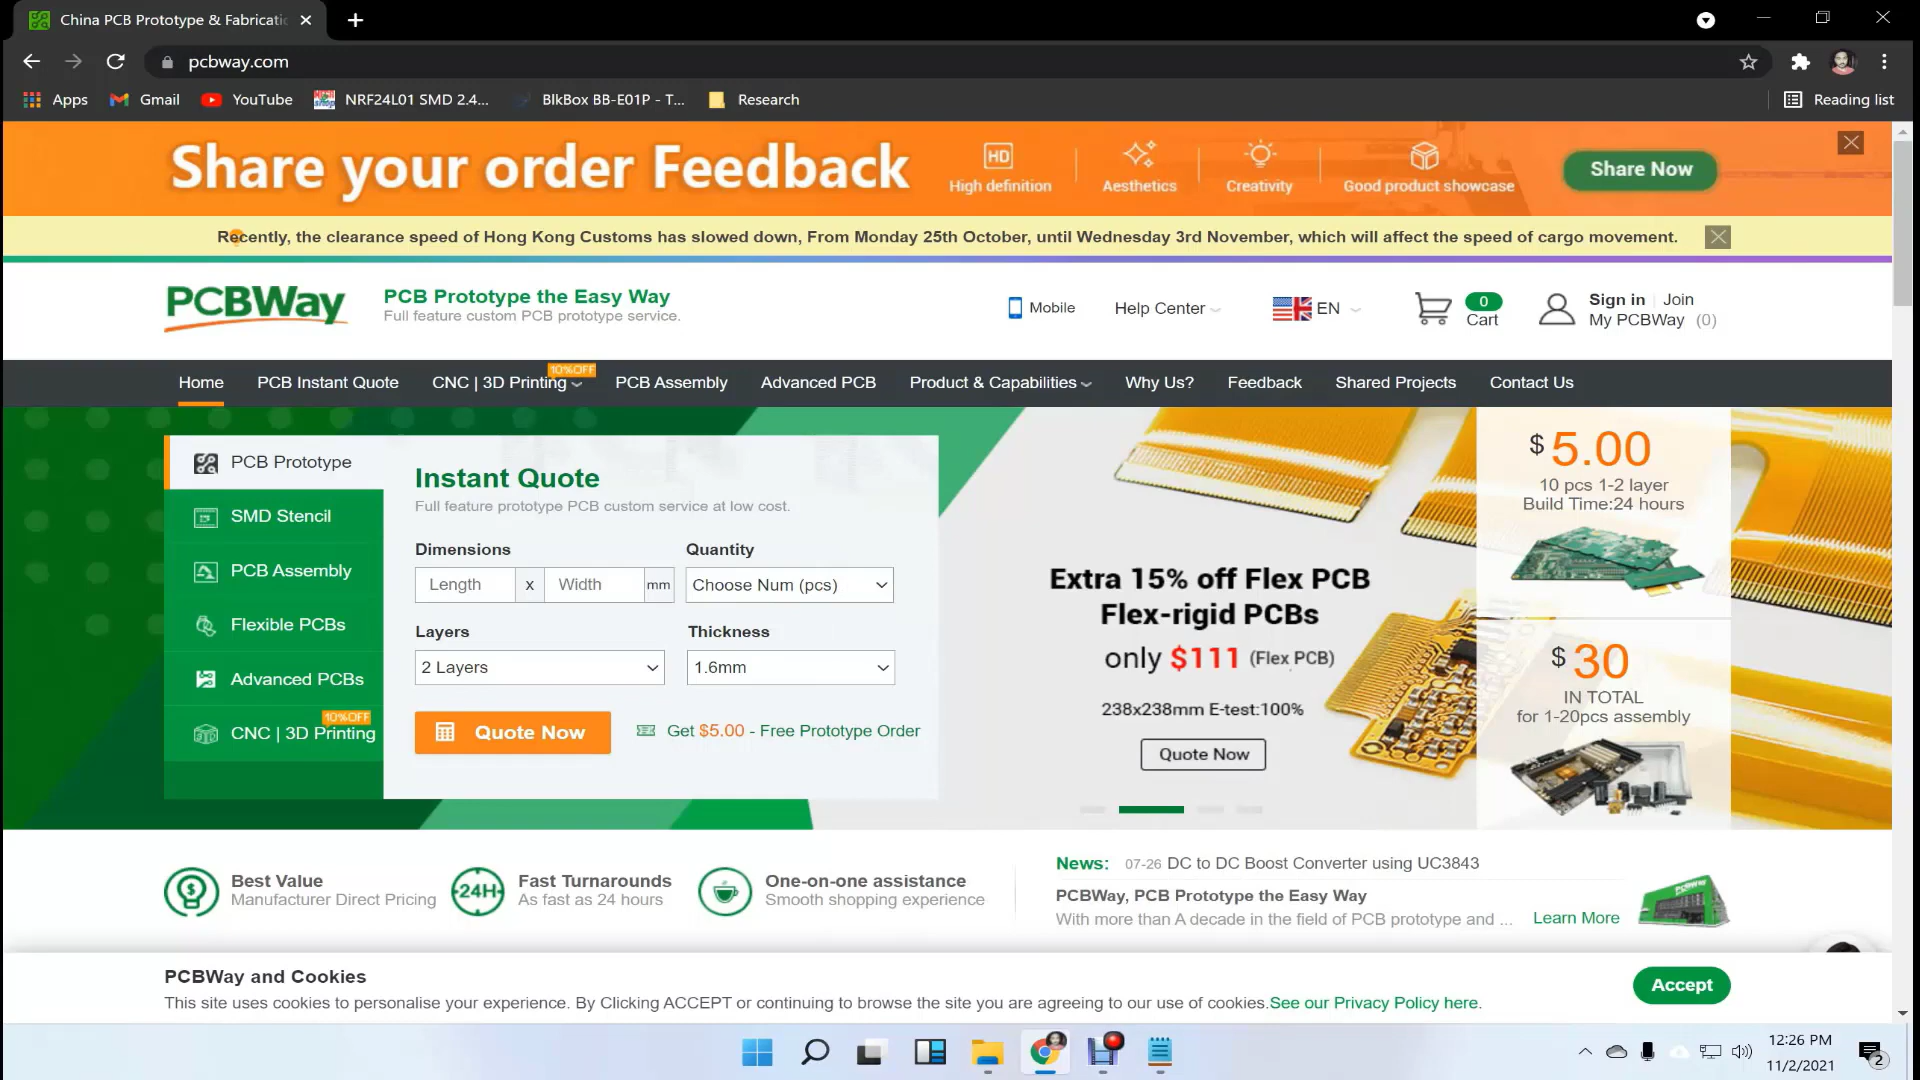 China PCB Prototype & Fabricati
pcbway.com
Apps
Gmail
YouTube
NRF24L01 SMD 2.4...
BlkBox BB-E01P - T...
Research
Reading list
Share your order Feedback
HD
High definition
Aesthetics
Creativity
Good product showcase
Share Now
Recently, the clearance speed of Hong Kong Customs has slowed down, From Monday 25th October, until Wednesday 3rd November, which will affect the speed of cargo movement.
PCBWay
PCB Prototype the Easy Way
Full feature custom PCB prototype service.
Mobile
Help Center
EN
0
Cart
Sign in
Join
My PCBWay (0)
Home
PCB Instant Quote
CNC | 3D Printing
10%OFF
PCB Assembly
Advanced PCB
Product & Capabilities
Why Us?
Feedback
Shared Projects
Contact Us
PCB Prototype
SMD Stencil
PCB Assembly
Flexible PCBs
Advanced PCBs
10%OFF
CNC | 3D Printing
Instant Quote
Full feature prototype PCB custom service at low cost.
Dimensions
Quantity
Length x Width mm
Choose Num (pcs)
Layers
Thickness
2 Layers
1.6mm
Quote Now
Get $5.00 - Free Prototype Order
Extra 15% off Flex PCB
Flex-rigid PCBs
only $111 (Flex PCB)
238x238mm E-test:100%
Quote Now
$ 5.00
10 pcs 1-2 layer
Build Time:24 hours
$ 30
IN TOTAL
for 1-20pcs assembly
Best Value
Manufacturer Direct Pricing
24H
Fast Turnarounds
As fast as 24 hours
One-on-one assistance
Smooth shopping experience
News: 07-26 DC to DC Boost Converter using UC3843
PCBWay, PCB Prototype the Easy Way
With more than A decade in the field of PCB prototype and ...
Learn More
PCBWay
PCBWay and Cookies
This site uses cookies to personalise your experience. By Clicking ACCEPT or continuing to browse the site you are agreeing to our use of cookies.See our Privacy Policy here.
Accept
12:26 PM
11/2/2021
2